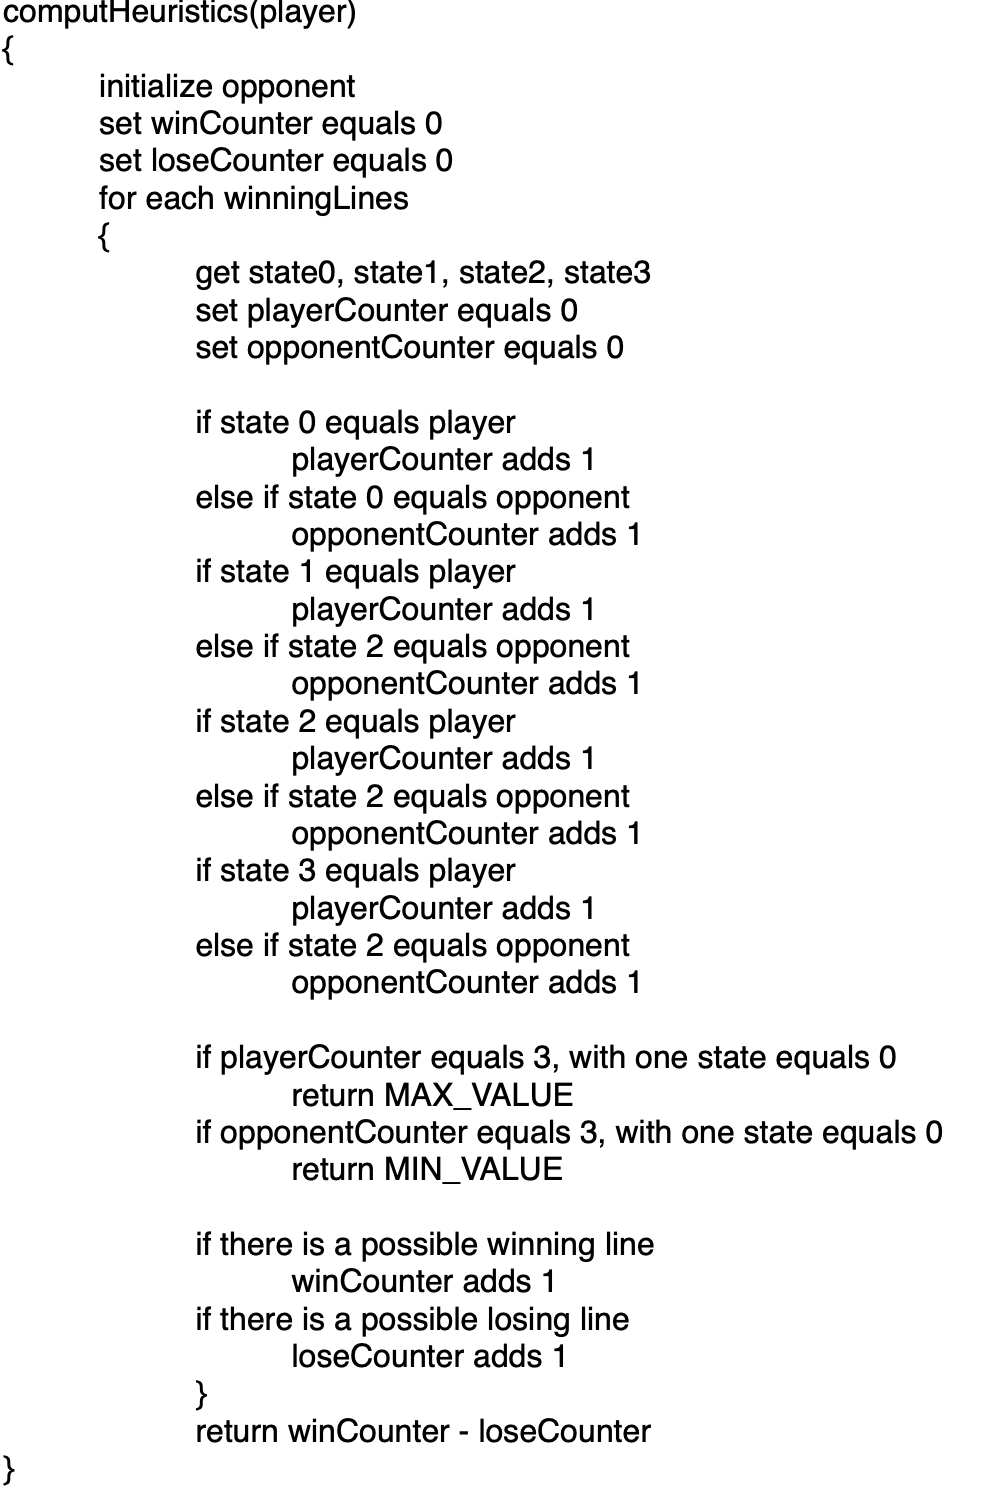 computHeuristics(player)
{
initialize opponent
set winCounter equals 0
set loseCounter equals 0
for each winningLines
{
get state0, state1, state2, state3
set playerCounter equals 0
set opponentCounter equals 0
if state 0 equals player
playerCounter adds 1
else if state 0 equals opponent
opponentCounter adds 1
if state 1 equals player
playerCounter adds 1
else if state 2 equals opponent
opponentCounter adds 1
if state 2 equals player
playerCounter adds 1
else if state 2 equals opponent
opponentCounter adds 1
if state 3 equals player
playerCounter adds 1
else if state 2 equals opponent
opponentCounter adds 1
if playerCounter equals 3, with one state equals 0
return MAX_VALUE
if opponentCounter equals 3, with one state equals 0
return MIN_VALUE
if there is a possible winning line
winCounter adds 1
if there is a possible losing line
loseCounter adds 1
}
return winCounter - loseCounter
}